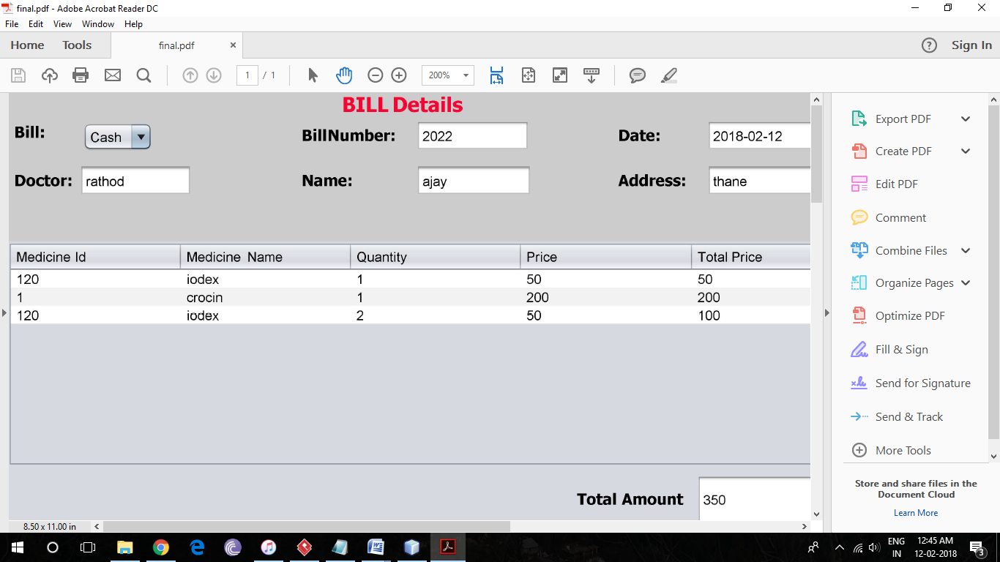 final.pdf - Adobe Acrobat Reader DC
File Edit View Window Help
Home Tools final.pdf × Sign In
1 / 1 200%
BILL Details
Bill: Cash BillNumber: 2022 Date: 2018-02-12
Doctor: rathod Name: ajay Address: thane
Medicine Id Medicine Name Quantity Price Total Price
120 iodex 1 50 50
1 crocin 1 200 200
120 iodex 2 50 100
Total Amount 350
8.50 x 11.00 in
Export PDF
Create PDF
Edit PDF
Comment
Combine Files
Organize Pages
Optimize PDF
Fill & Sign
Send for Signature
Send & Track
More Tools
Store and share files in the
Document Cloud
Learn More
ENG 12:45 AM
IN 12-02-2018 3